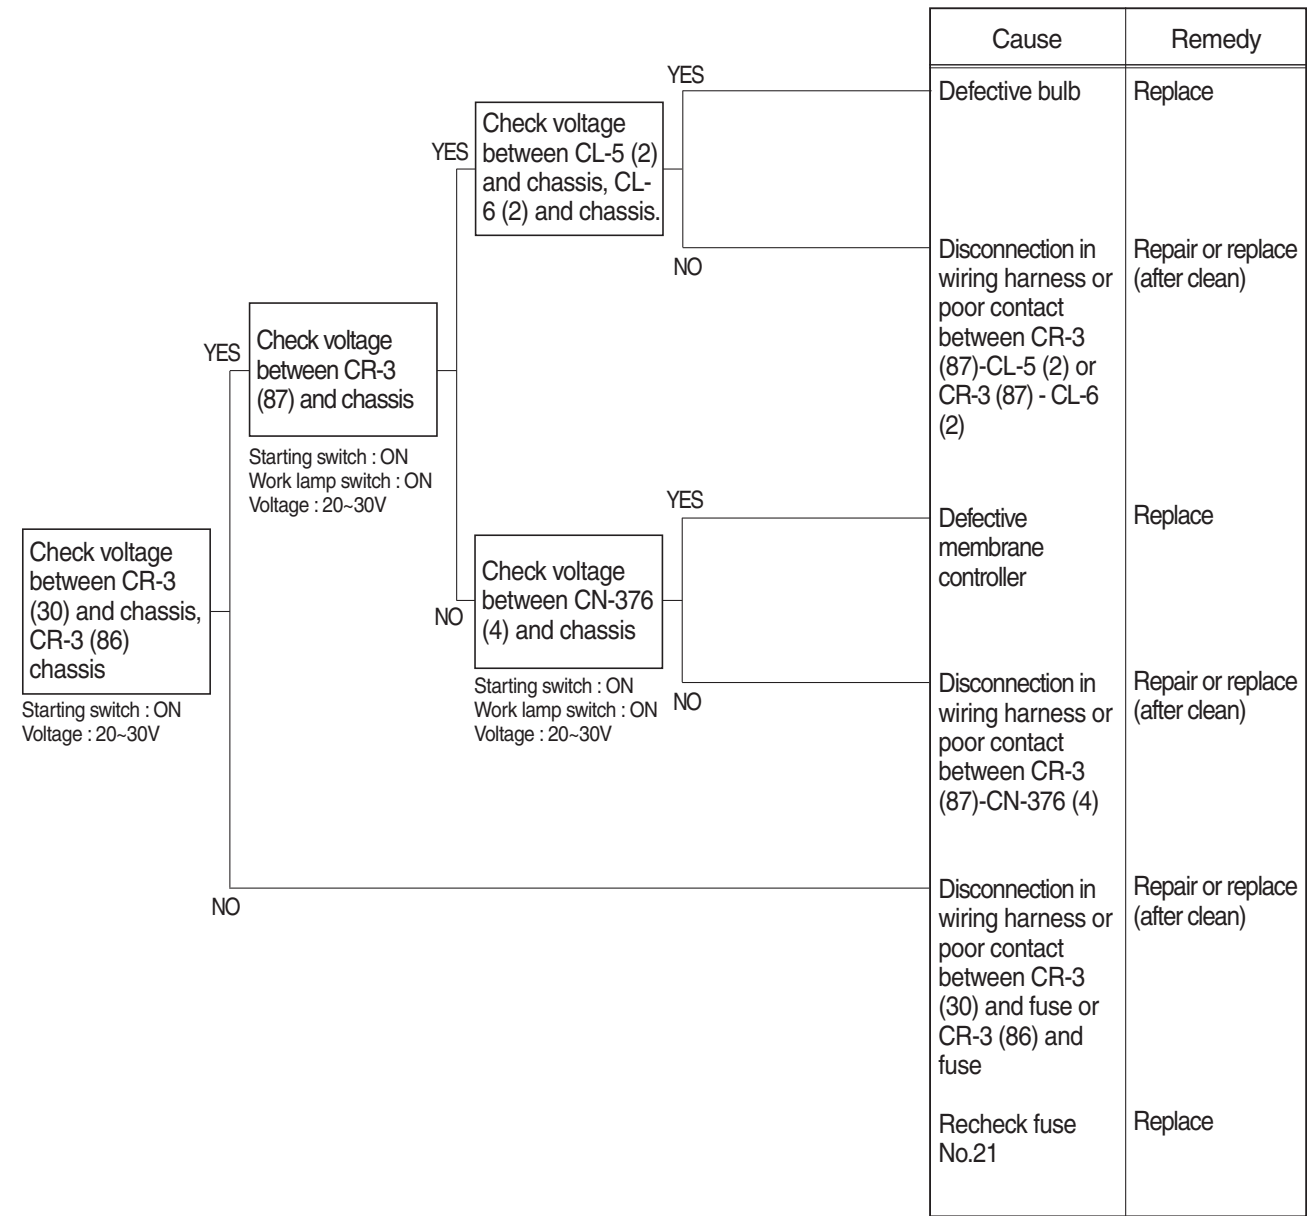 Cause
Remedy
YES
Defective bulb
Replace
Check voltage
between CL-5 (2)
and chassis, CL-
6 (2) and chassis.
YES
NO
Disconnection in
wiring harness or
poor contact
between CR-3
(87)-CL-5 (2) or
CR-3 (87) - CL-6
(2)
Repair or replace
(after clean)
YES
Check voltage
between CR-3
(87) and chassis
Starting switch : ON
Work lamp switch : ON
Voltage : 20~30V
YES
Defective
membrane
controller
Replace
Check voltage
between CR-3
(30) and chassis,
CR-3 (86)
chassis
Starting switch : ON
Voltage : 20~30V
NO
Check voltage
between CN-376
(4) and chassis
Starting switch : ON
Work lamp switch : ON
Voltage : 20~30V
NO
Disconnection in
wiring harness or
poor contact
between CR-3
(87)-CN-376 (4)
Repair or replace
(after clean)
NO
Disconnection in
wiring harness or
poor contact
between CR-3
(30) and fuse or
CR-3 (86) and
fuse
Repair or replace
(after clean)
Recheck fuse
No.21
Replace